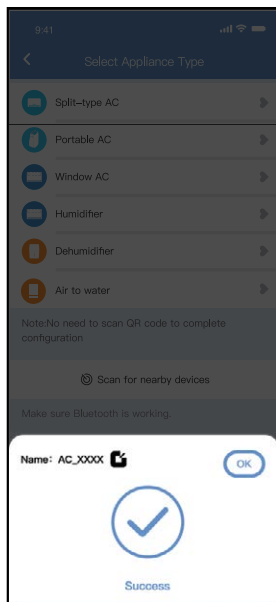 9:41
Select Appliance Type
Split-type AC
Portable AC
Window AC
Humidifier
Dehumidifier
Air to water
Note:No need to scan QR code to complete
configuration
Scan for nearby devices
Make sure Bluetooth is working.
Name: AC_XXXX
OK
Success